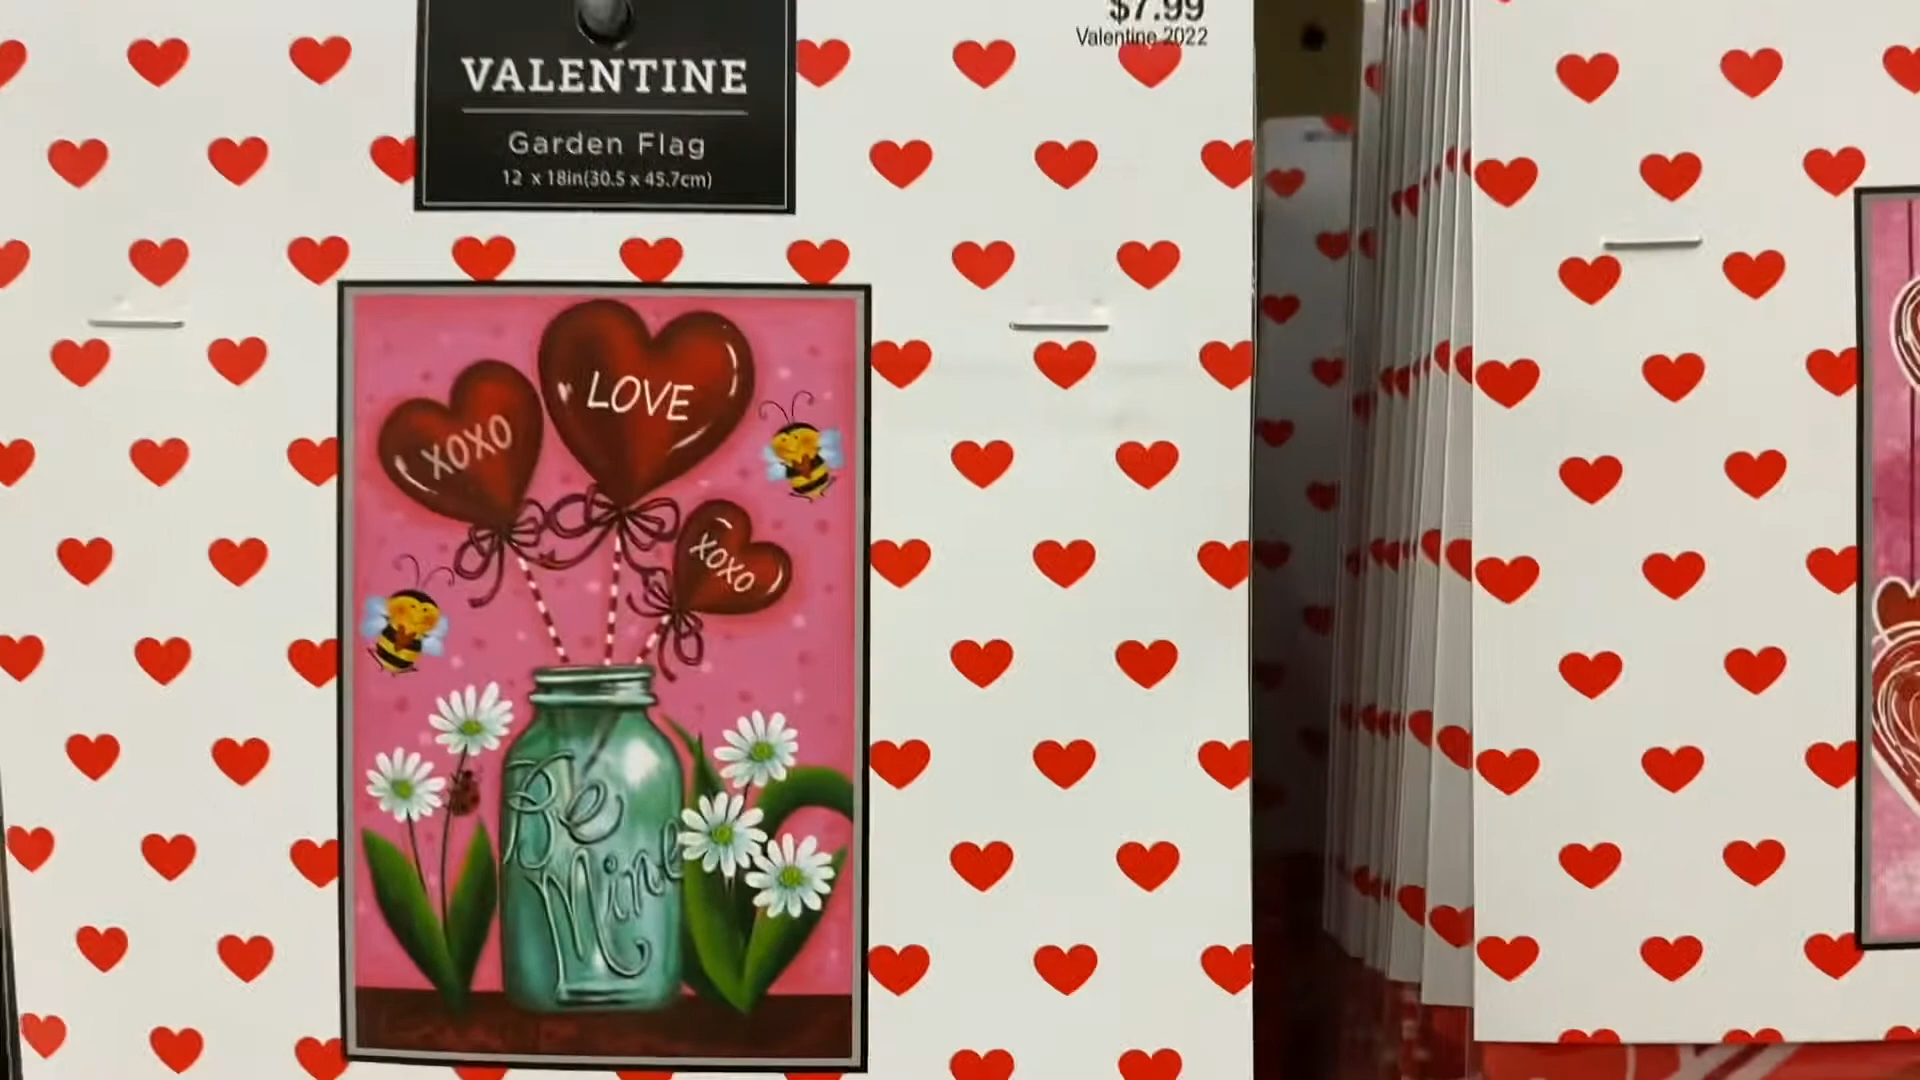 $7.99
Valentine 2022
VALENTINE
Garden Flag
12 x 18in(30.5 x 45.7cm)
LOVE
XOXO
XOXO
Be
Mine